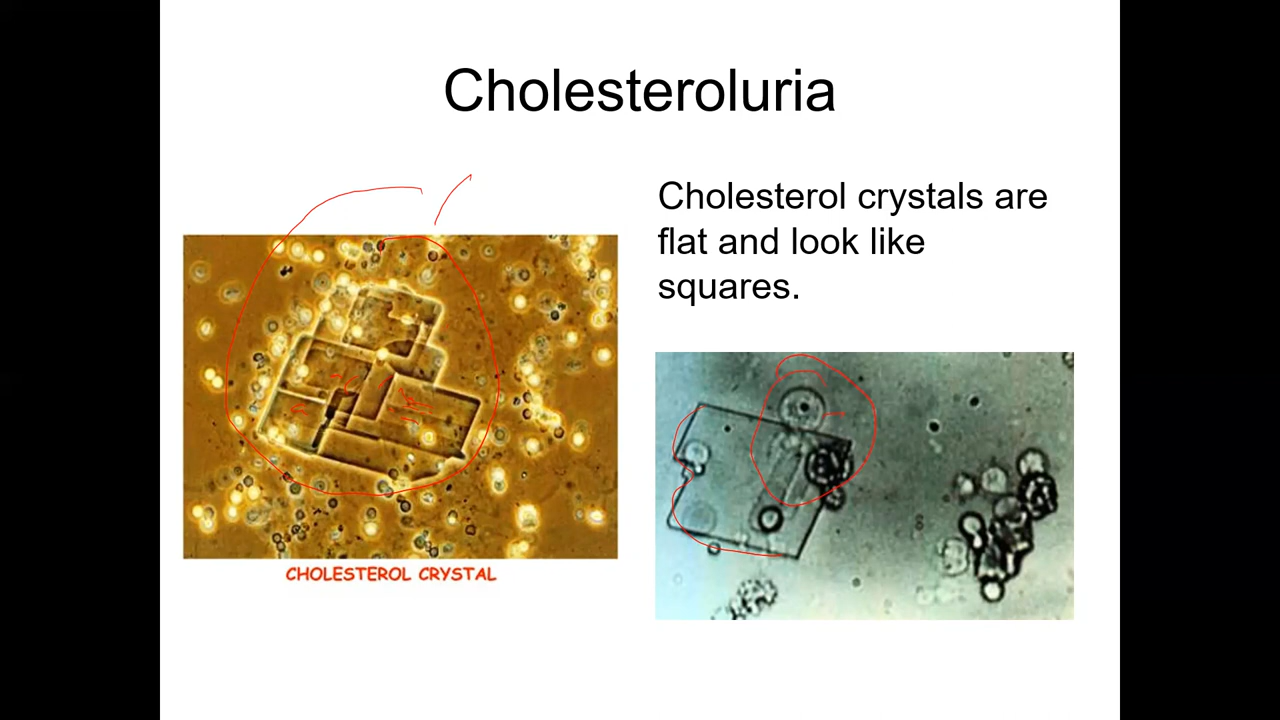 Cholesteroluria
Cholesterol crystals are
flat and look like
squares.
CHOLESTEROL CRYSTAL